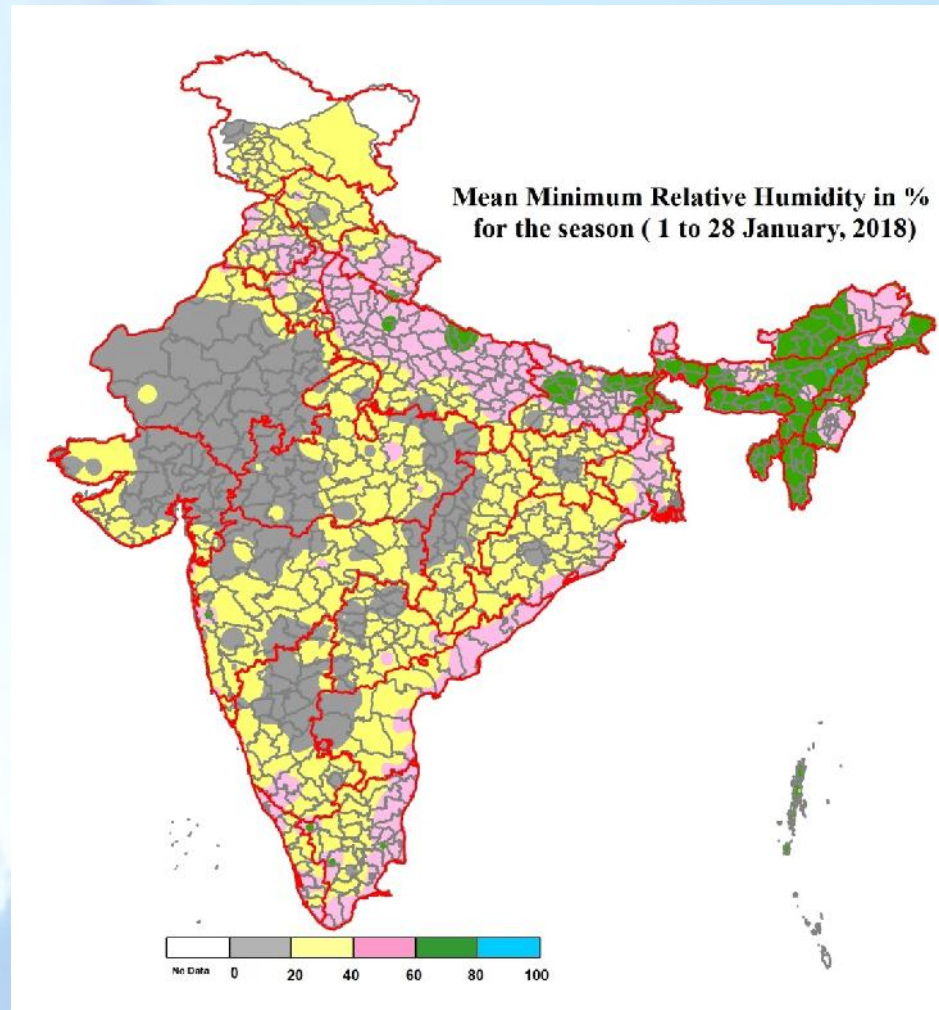 Mean Minimum Relative Humidity in %
for the season ( 1 to 28 January, 2018)
No Data 0 20 40 60 80 100